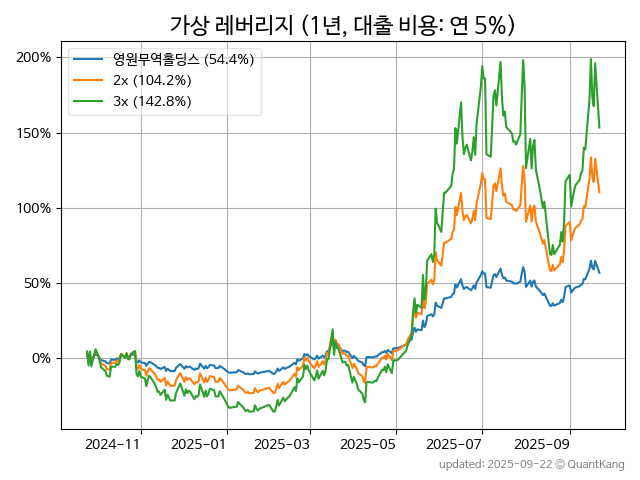 가상 레버리지 (1년, 대출 비용: 연 5%)
영원무역홀딩스 (54.4%)
2x (104.2%)
3x (142.8%)
200%
150%
100%
50%
0%
2024-11 2025-01 2025-03 2025-05 2025-07 2025-09
updated: 2025-09-22 © QuantKang